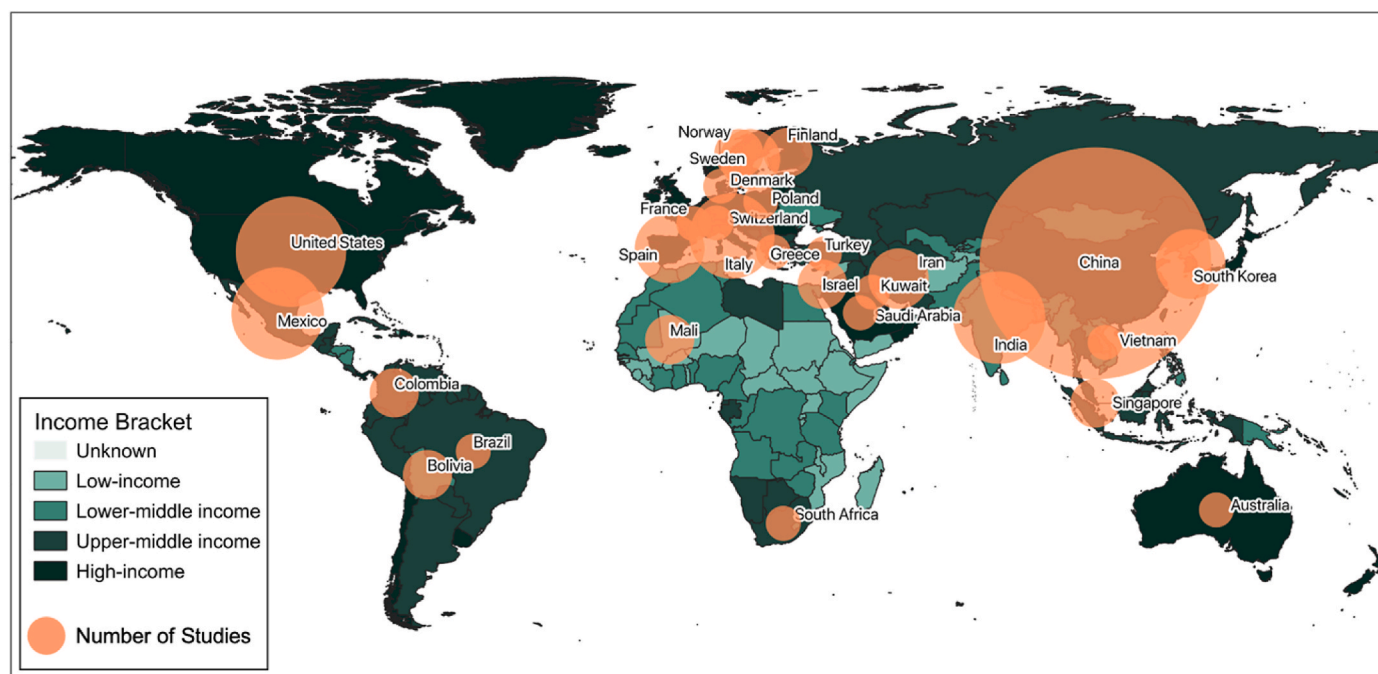 Norway
Finland
Sweden
Denmark
Poland
France
Switzerland
United States
Spain
Italy
Greece
Turkey
Iran
China
Israel
Kuwait
South Korea
Saudi Arabia
Mexico
Mali
India
Vietnam
Colombia
Singapore
Brazil
Bolivia
South Africa
Australia
Income Bracket
Unknown
Low-income
Lower-middle income
Upper-middle income
High-income
Number of Studies